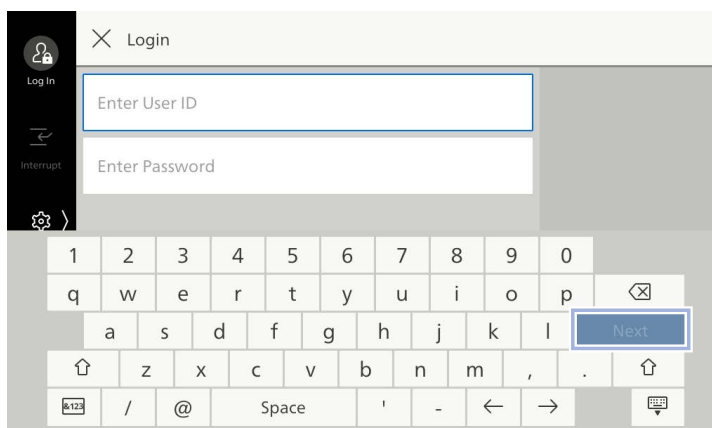 Login
Log In
Enter User ID
Enter Password
Interrupt
1 2 3 4 5 6 7 8 9 0
q w e r t y u i o p
a s d f g h j k l Next
z x c v b n m , .
&123 / @ Space ' - ← →